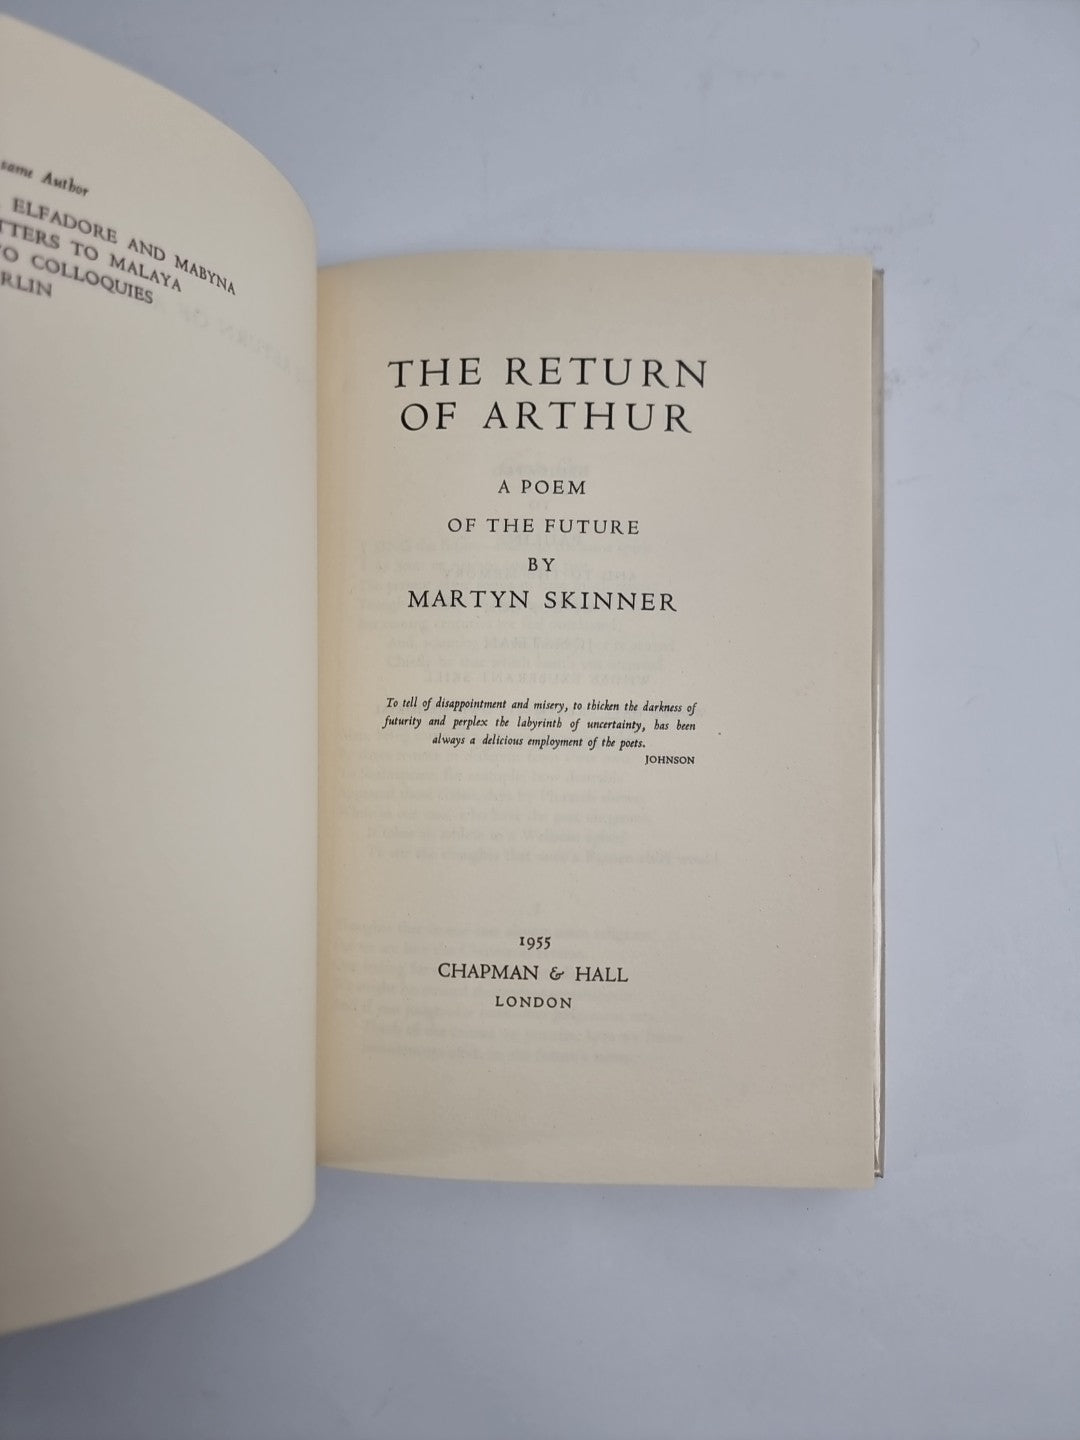 same Author
ELFADORE AND MABYNA
TTERS TO MALAYA
O COLLOQUIES
RLIN
THE RETURN
OF ARTHUR
A POEM
OF THE FUTURE
BY
MARTYN SKINNER
To tell of disappointment and misery, to thicken the darkness of
futurity and perplex the labyrinth of uncertainty, has been
always a delicious employment of the poets.
JOHNSON
1955
CHAPMAN & HALL
LONDON